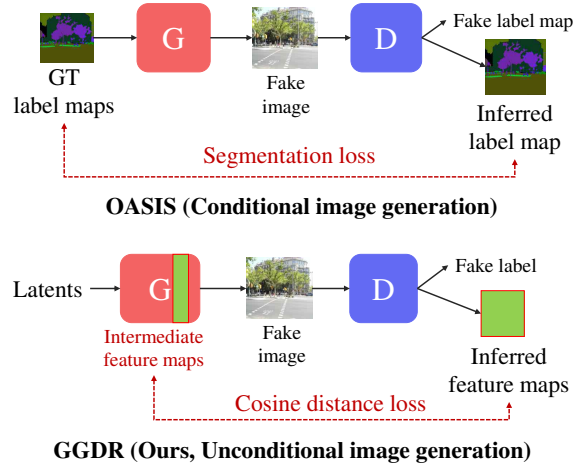 G
D
Fake label map
GT
label maps
Fake
image
Inferred
label map
Segmentation loss
OASIS (Conditional image generation)
Latents
G
D
Fake label
Intermediate
feature maps
Fake
image
Inferred
feature maps
Cosine distance loss
GGDR (Ours, Unconditional image generation)